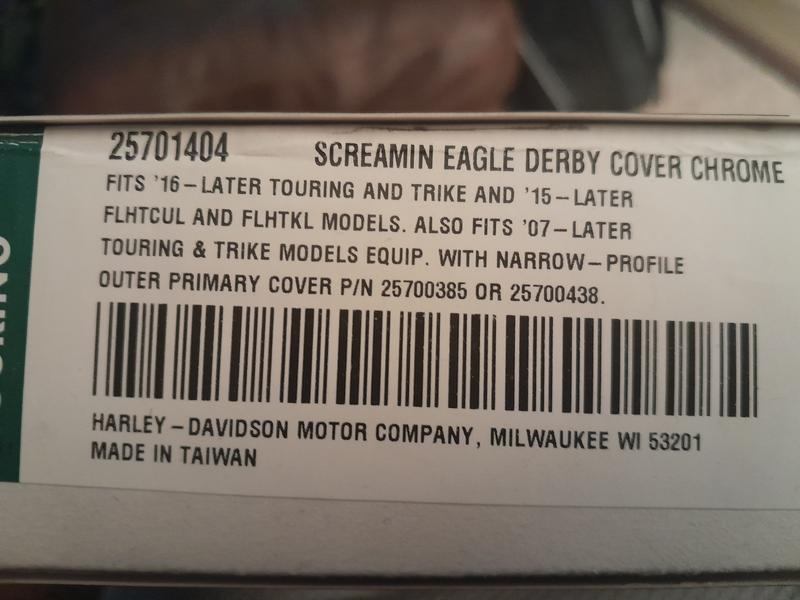 25701404 SCREAMIN EAGLE DERBY COVER CHROME
FITS '16-LATER TOURING AND TRIKE AND '15-LATER
FLHTCUL AND FLHTKL MODELS. ALSO FITS '07-LATER
TOURING & TRIKE MODELS EQUIP. WITH NARROW-PROFILE
OUTER PRIMARY COVER P/N 25700385 OR 25700438.
HARLEY-DAVIDSON MOTOR COMPANY, MILWAUKEE WI 53201
MADE IN TAIWAN